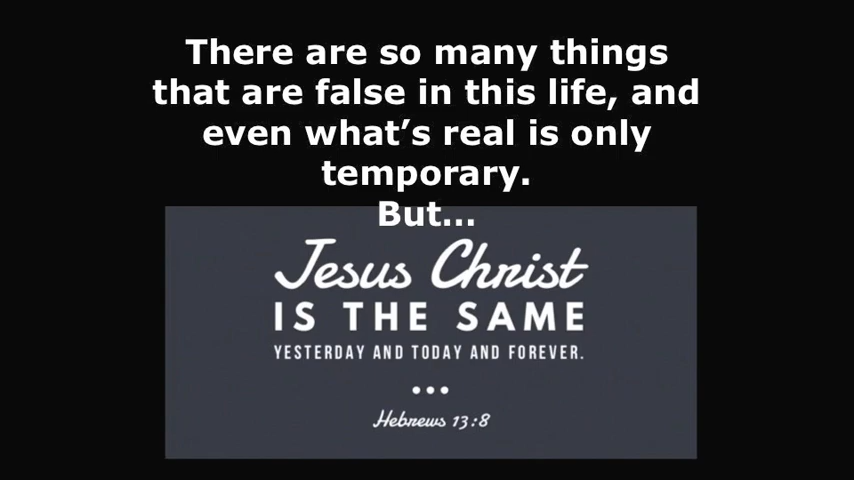 There are so many things
that are false in this life, and
even what’s real is only
temporary.
But...
Jesus Christ
IS THE SAME
YESTERDAY AND TODAY AND FOREVER.
•••
Hebrews 13:8